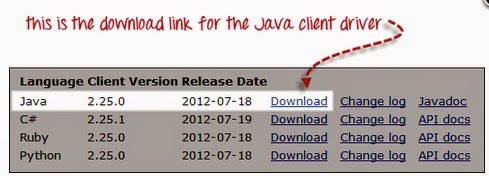 this is the download link for the Java client driver
Language Client Version Release Date
Java 2.25.0 2012-07-18 Download Change log Javadoc
C# 2.25.1 2012-07-19 Download Change log API docs
Ruby 2.25.0 2012-07-18 Download Change log API docs
Python 2.25.0 2012-07-18 Download Change log API docs